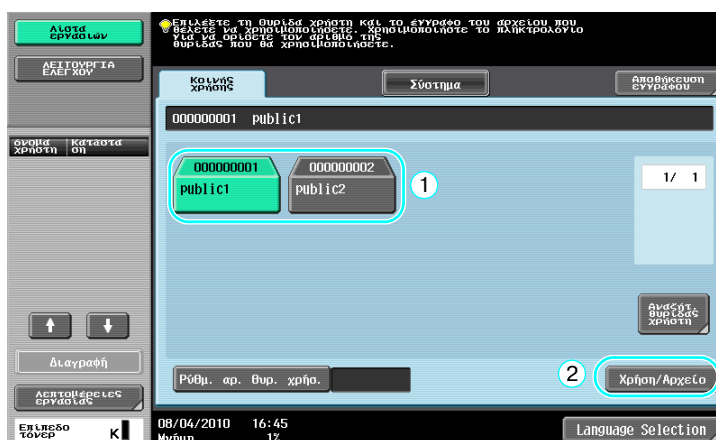 Λίστα
εργασιών
ΛΕΙΤΟΥΡΓΙΑ
ΕΛΕΓΧΟΥ
Επιλέξτε τη θυρίδα χρήστη και το έγγραφο του αρχείου που
θέλετε να χρησιμοποιήσετε. Χρησιμοποιήστε το πληκτρολόγιο
για να ορίσετε τον αριθμό της
θυρίδας που θα χρησιμοποιήσετε.
Κοινής
χρήσης
Σύστημα
Αποθήκευση
εγγράφου
000000001 public1
όνομα
χρήστη
Κατάστα
ση
000000001
public1
000000002
public2
1
1/ 1
Αναζήτ.
θυρίδας
χρήστη
Διαγραφή
Λεπτομέρειες
εργασίας
Ρύθμ. αρ. θυρ. χρήσ.
2
Χρήση/Αρχείο
Επίπεδο
τόνερ
K
08/04/2010 16:45
Μνήμη 1%
Language Selection